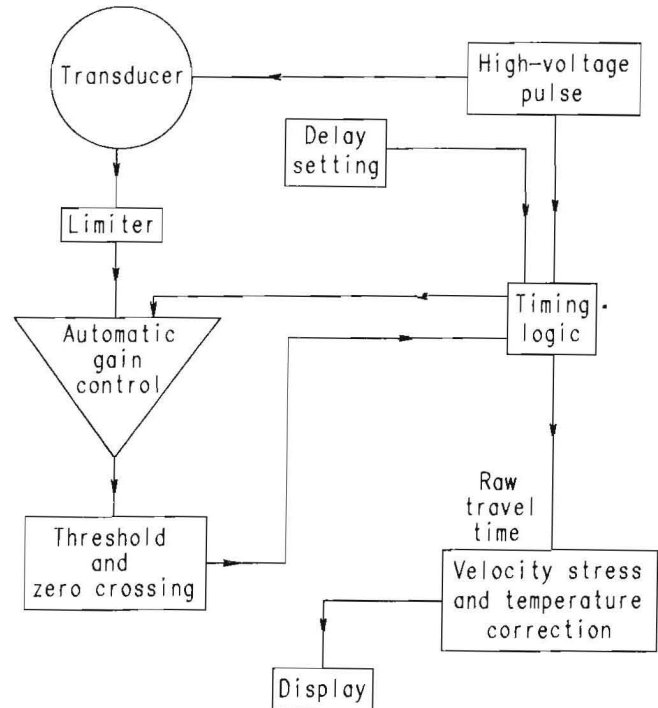 Transducer
High-voltage
pulse
Delay
setting
Limiter
Timing
logic
Automatic
gain
control
Raw
travel
time
Threshold
and
zero crossing
Velocity stress
and temperature
correction
Display